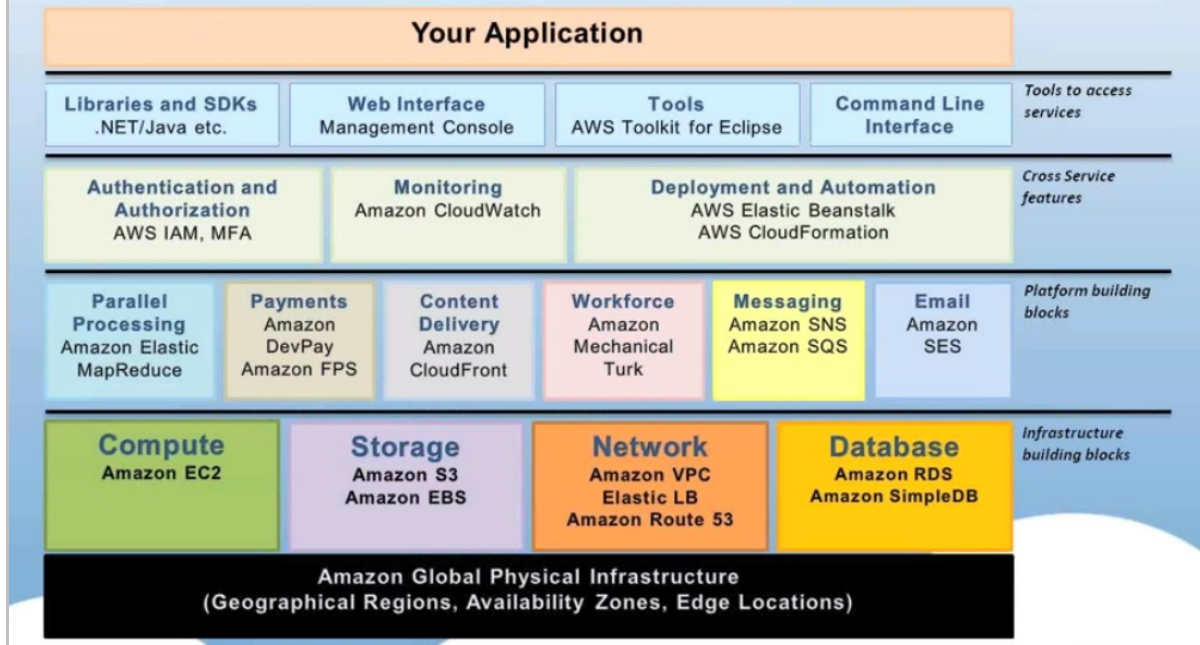 Your Application
Libraries and SDKs
.NET/Java etc.
Web Interface
Management Console
Tools
AWS Toolkit for Eclipse
Command Line
Interface
Tools to access
services
Authentication and
Authorization
AWS IAM, MFA
Monitoring
Amazon CloudWatch
Deployment and Automation
AWS Elastic Beanstalk
AWS CloudFormation
Cross Service
features
Parallel
Processing
Amazon Elastic
MapReduce
Payments
Amazon
DevPay
Amazon FPS
Content
Delivery
Amazon
CloudFront
Workforce
Amazon
Mechanical
Turk
Messaging
Amazon SNS
Amazon SQS
Email
Amazon
SES
Platform building
blocks
Compute
Amazon EC2
Storage
Amazon S3
Amazon EBS
Network
Amazon VPC
Elastic LB
Amazon Route 53
Database
Amazon RDS
Amazon SimpleDB
Infrastructure
building blocks
Amazon Global Physical Infrastructure
(Geographical Regions, Availability Zones, Edge Locations)